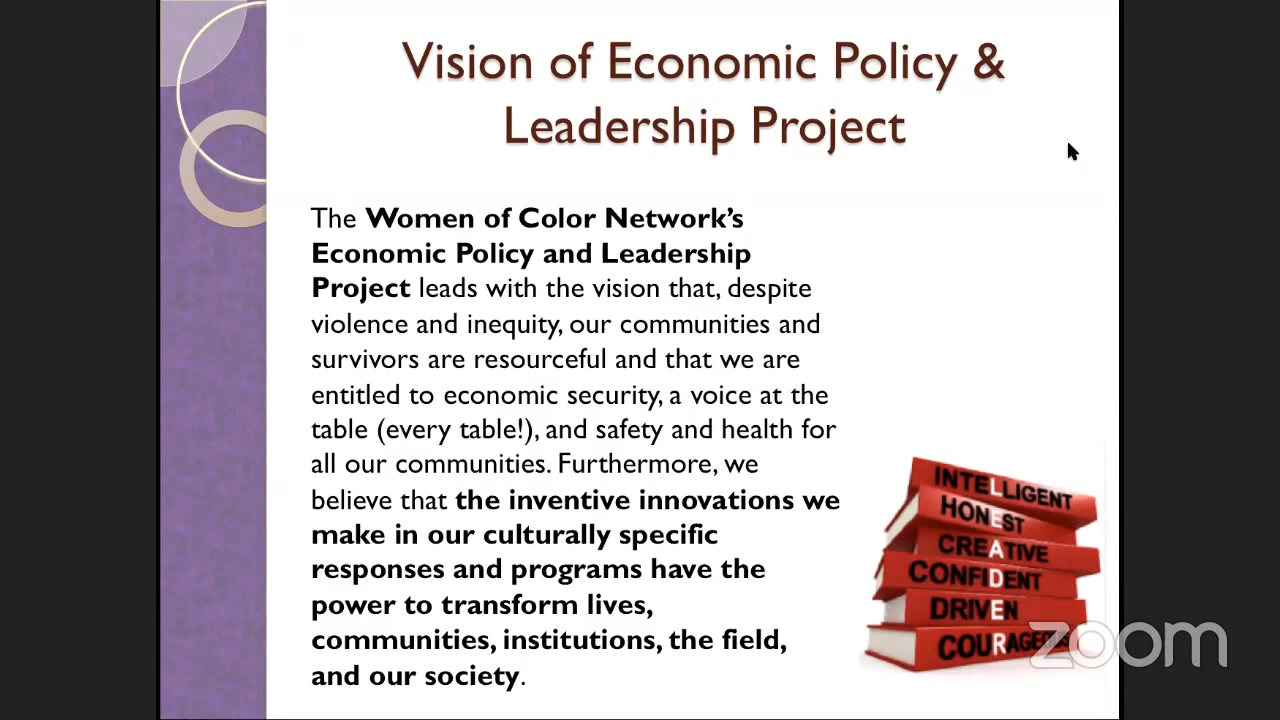 Vision of Economic Policy &
Leadership Project
The Women of Color Network’s
Economic Policy and Leadership
Project leads with the vision that, despite
violence and inequity, our communities and
survivors are resourceful and that we are
entitled to economic security, a voice at the
table (every table!), and safety and health for
all our communities. Furthermore, we
believe that the inventive innovations we
make in our culturally specific
responses and programs have the
power to transform lives,
communities, institutions, the field,
and our society.
INTELLIGENT
HONEST
CREATIVE
CONFIDENT
DRIVEN
COURAGEOUS
zoom